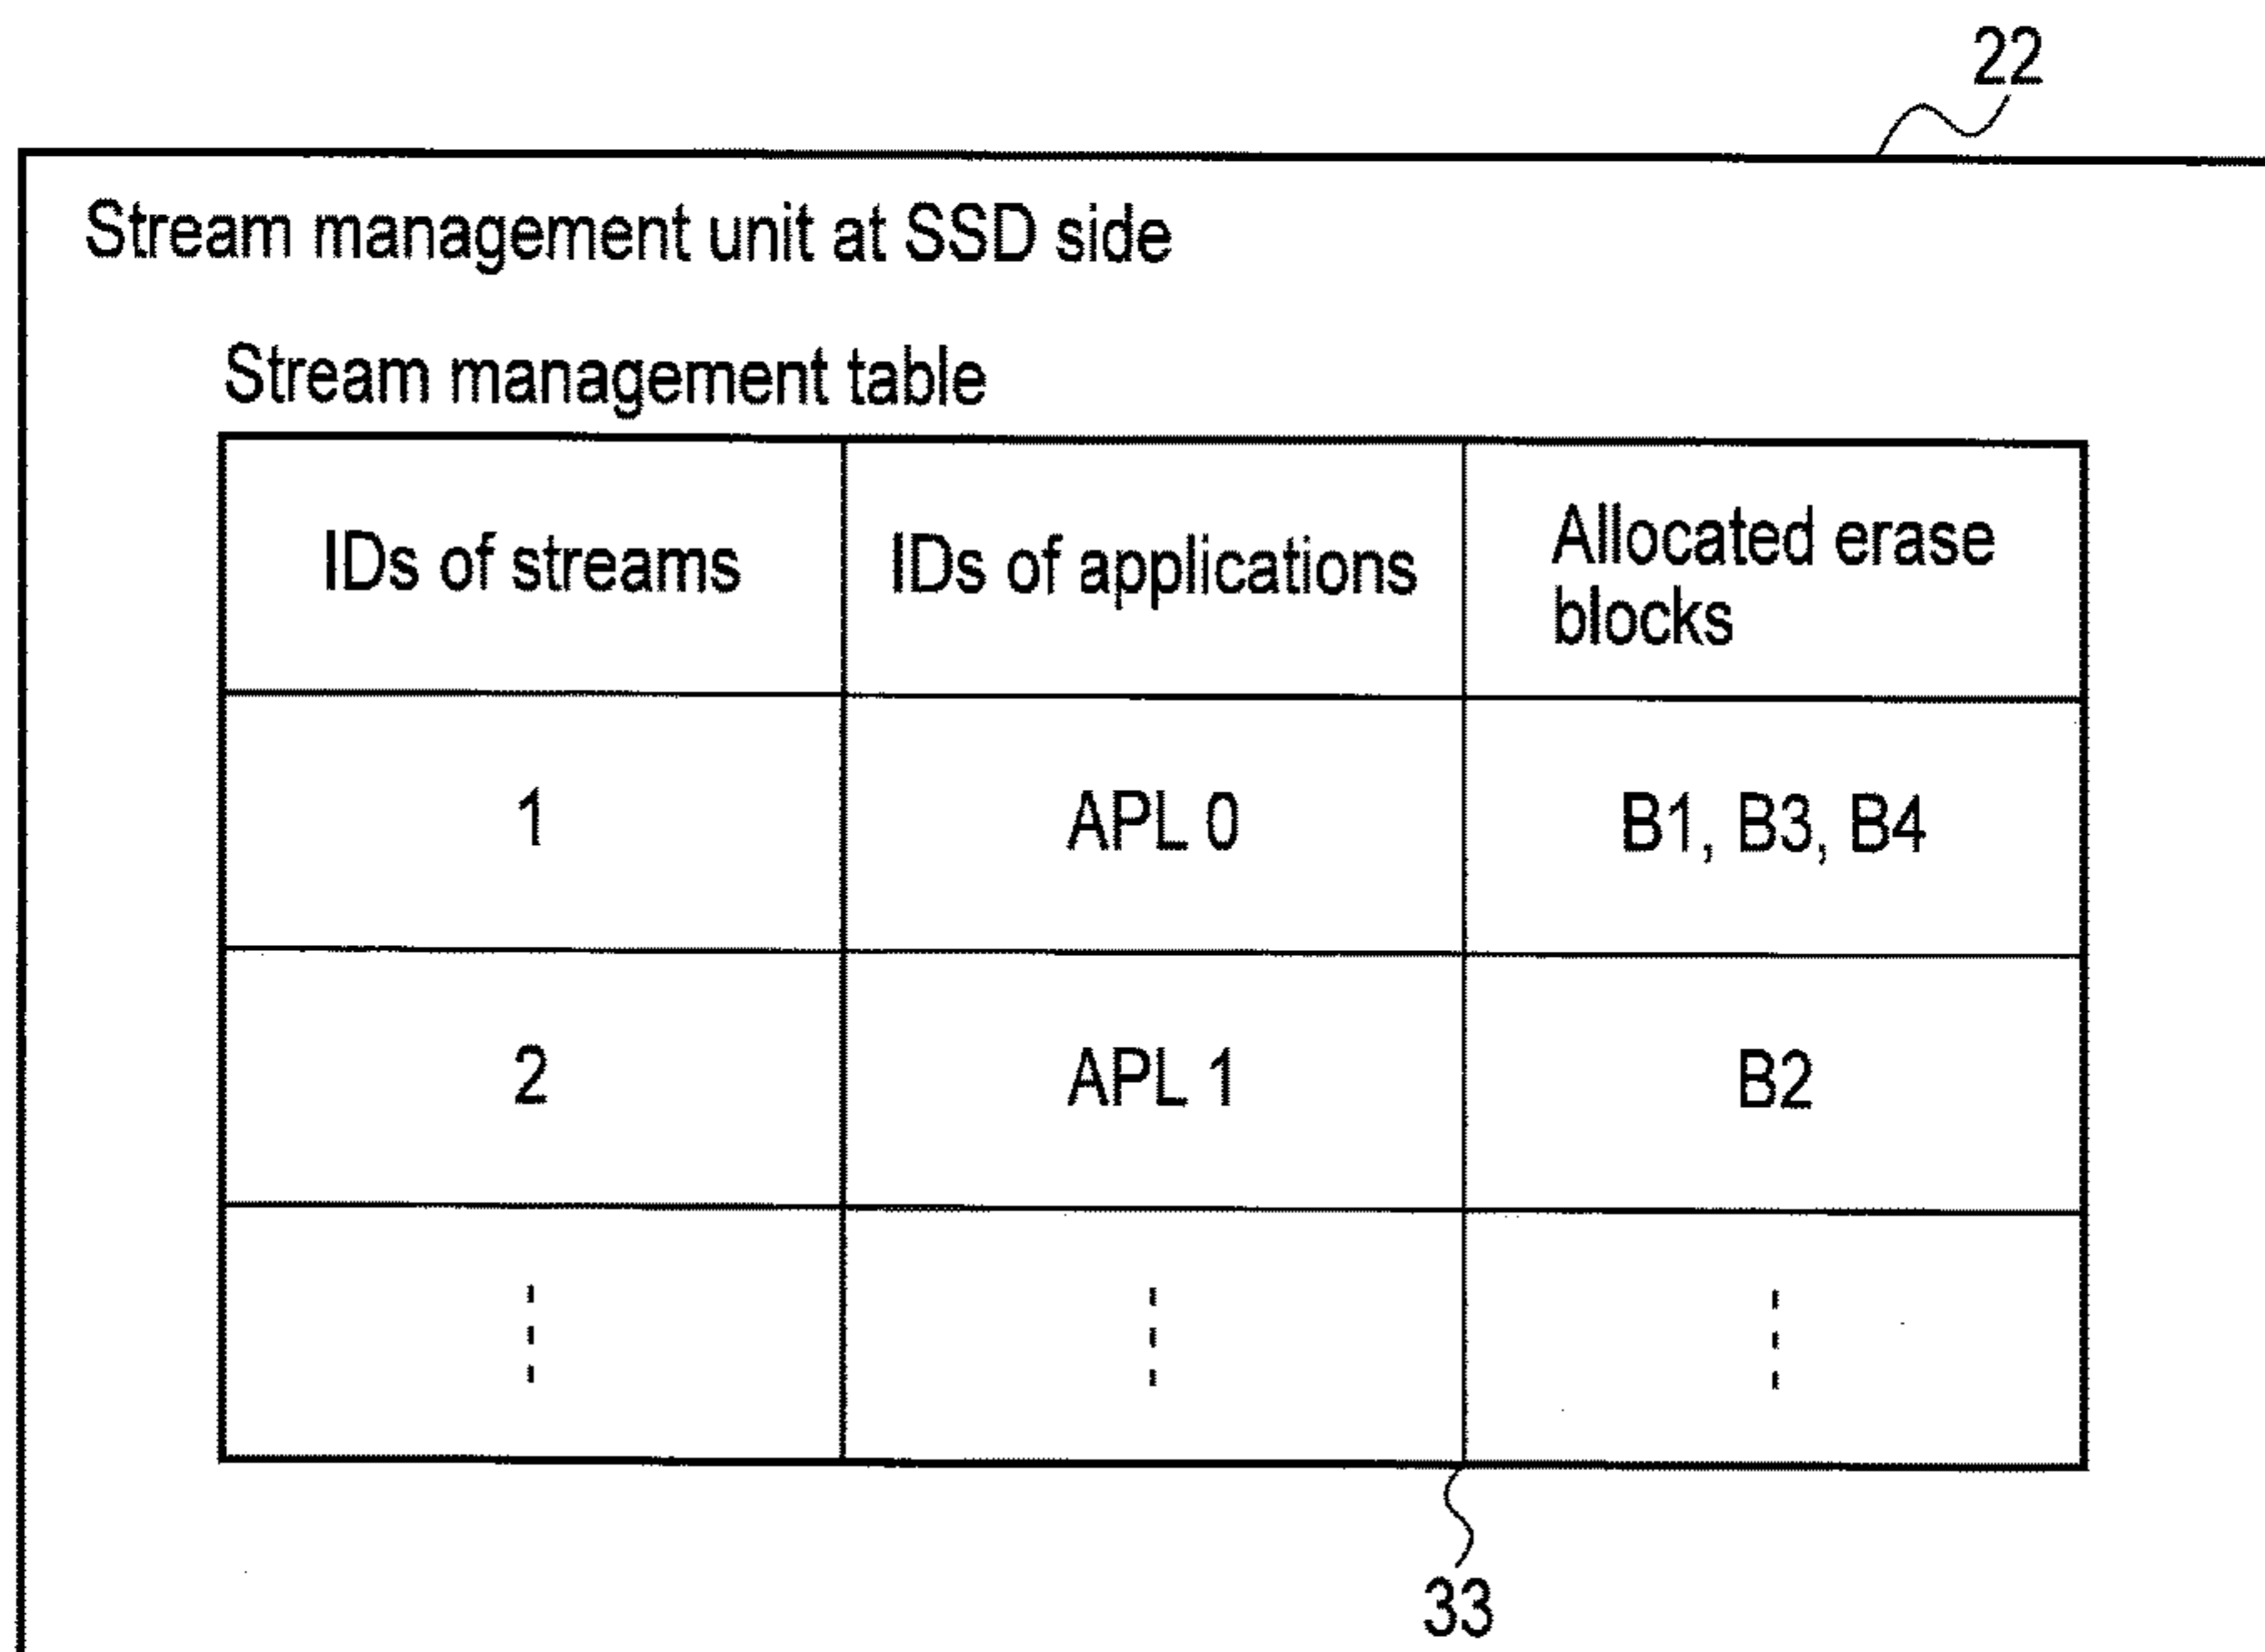 22
Stream management unit at SSD side
Stream management table
IDs of streams IDs of applications Allocated erase
blocks
1 APL 0 B1, B3, B4
2 APL 1 B2
33